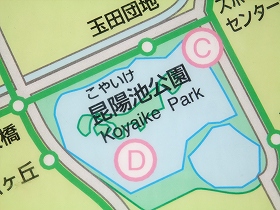 玉田団地
スポ
センター
C
こやいけ
昆陽池公園
Koyaike Park
橋
D
ヶ丘